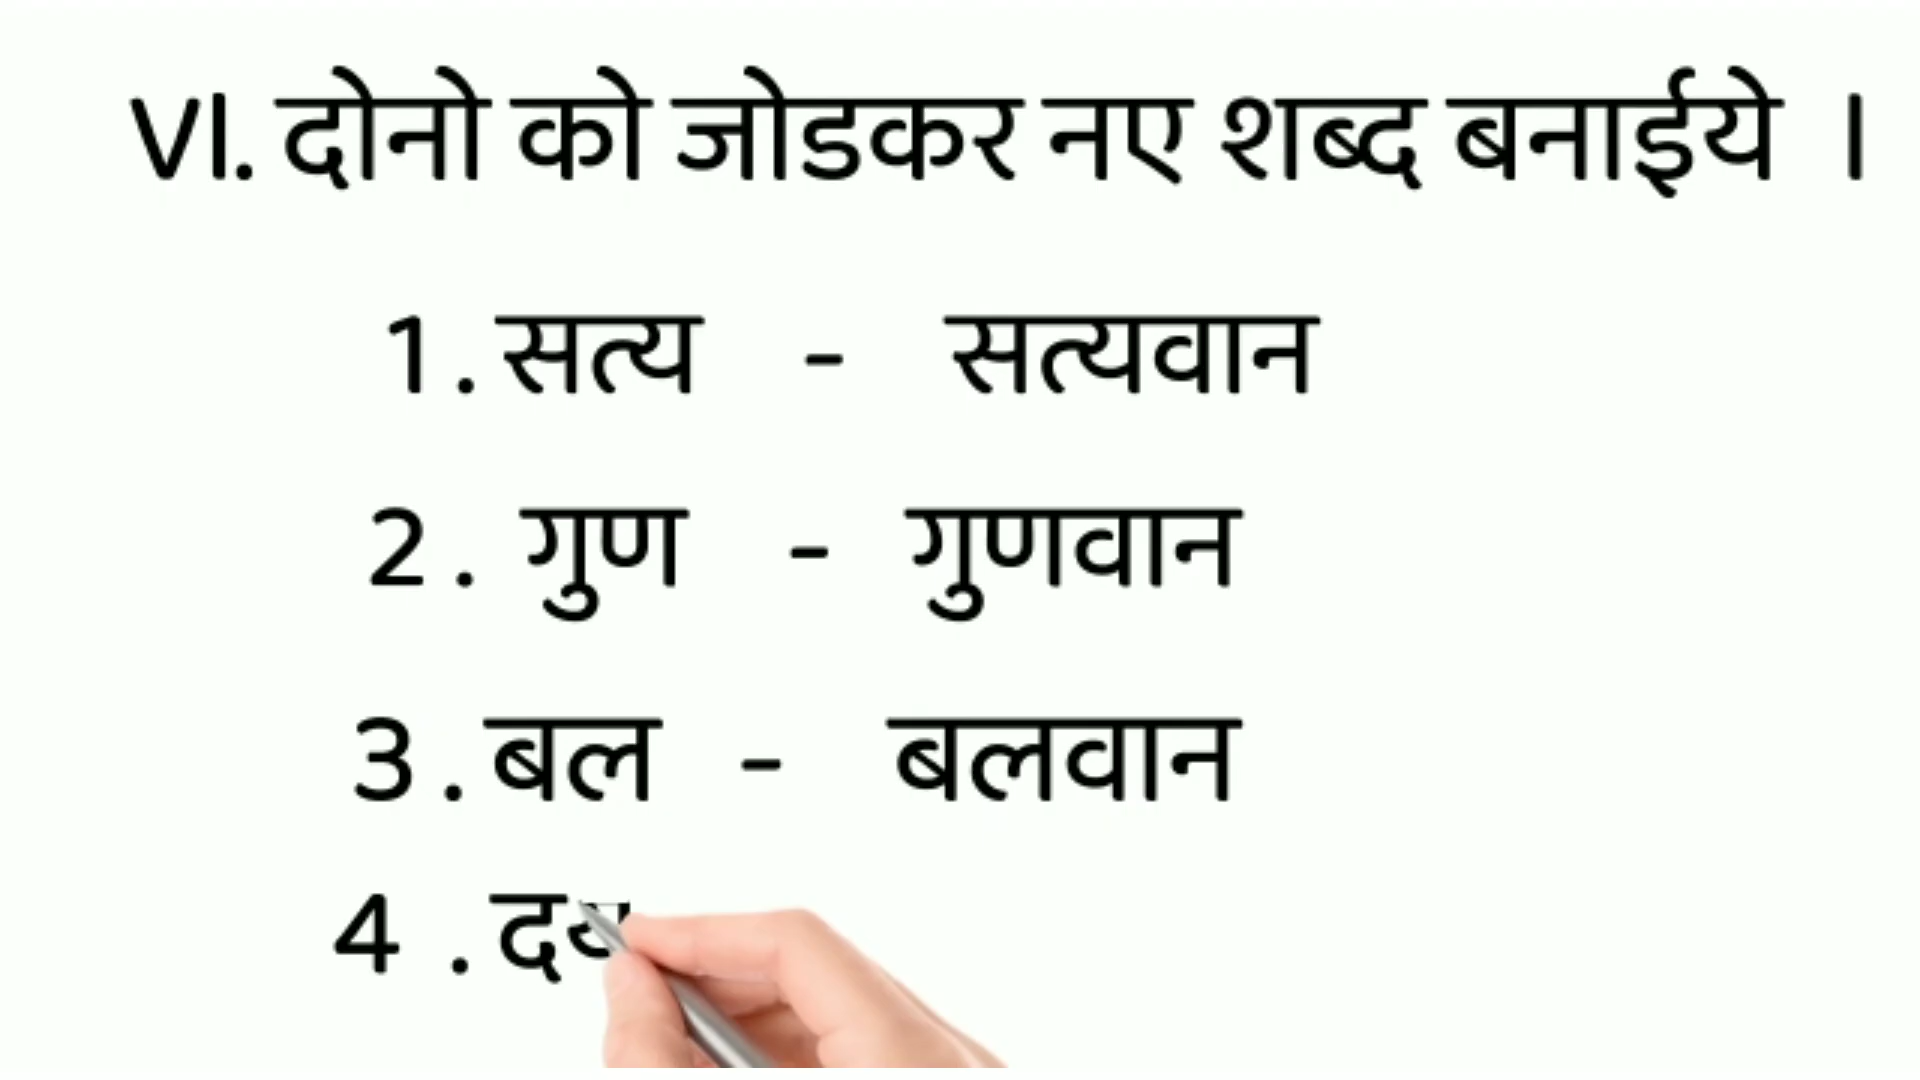 VI. दोनो को जोडकर नए शब्द बनाईये ।
1. सत्य - सत्यवान
2. गुण - गुणवान
3. बल - बलवान
4.